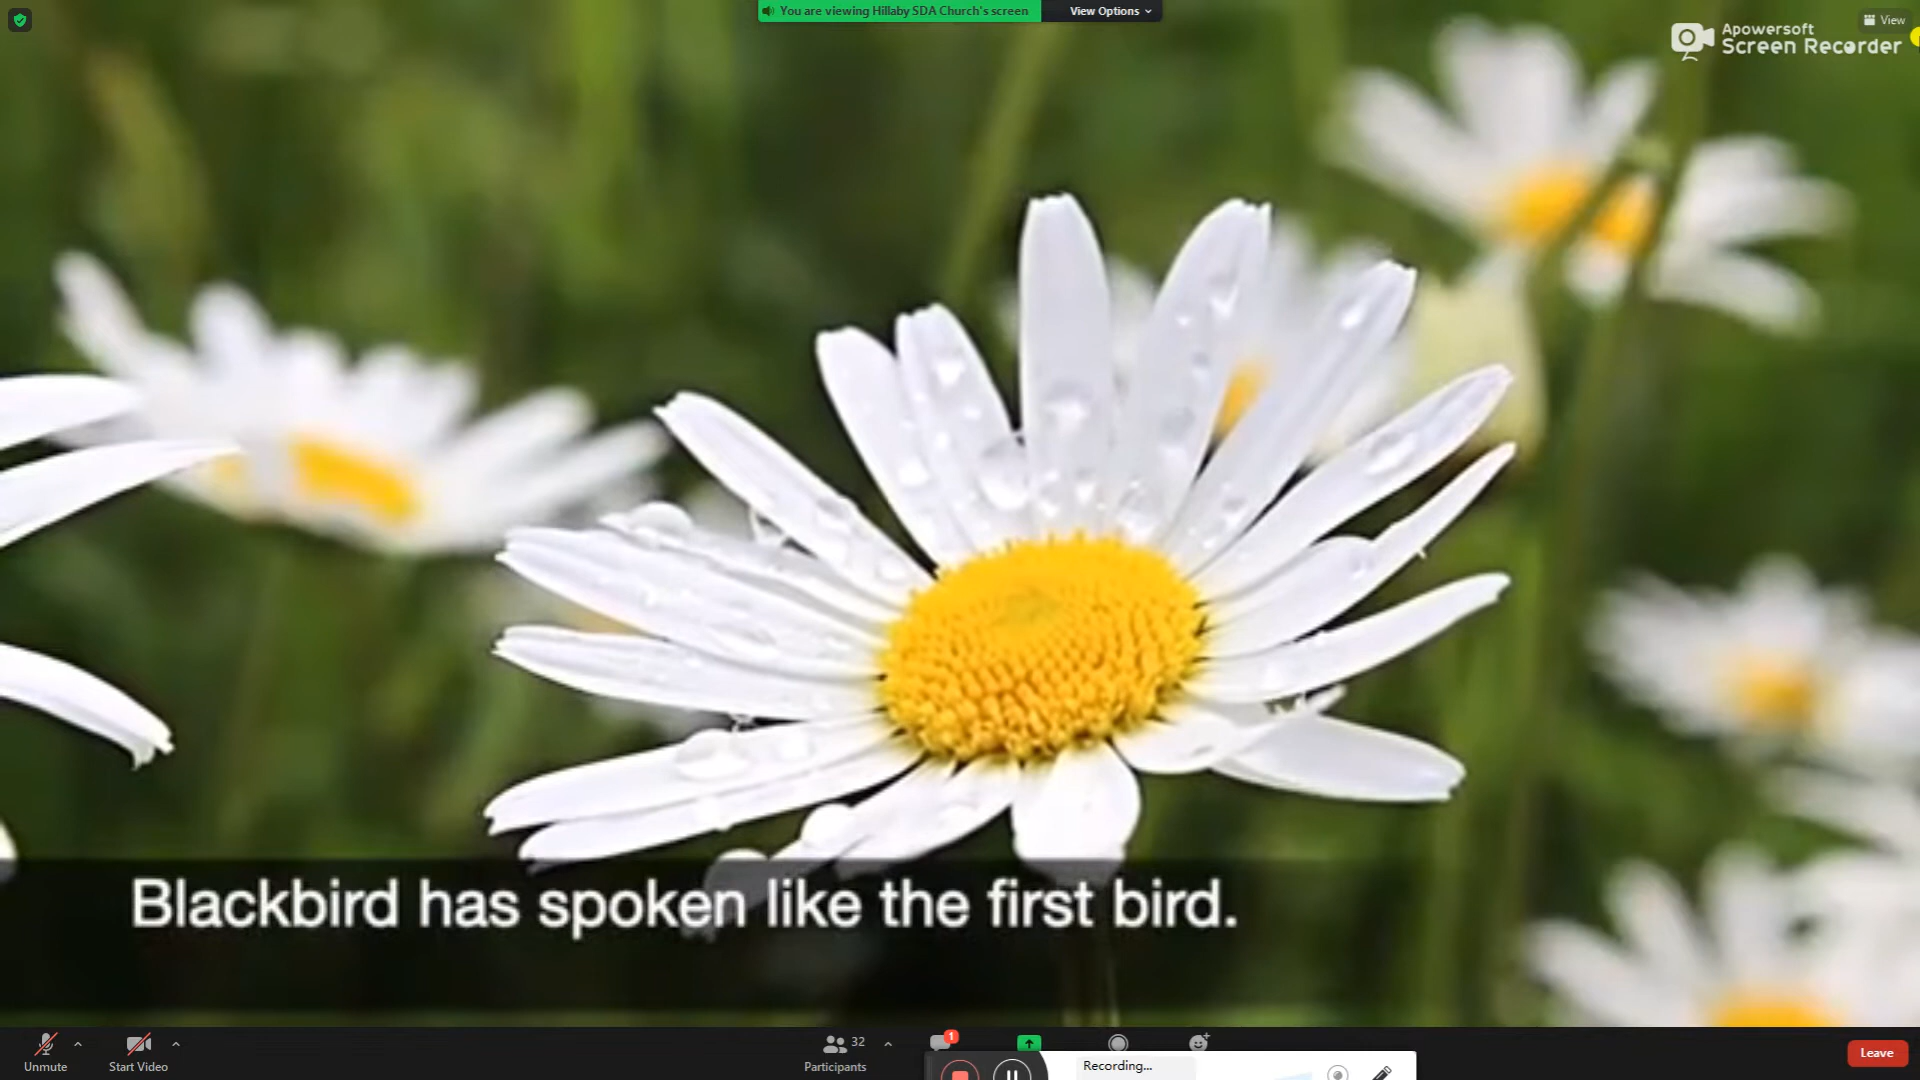 You are viewing Hillaby SDA Church's screen
View Options
View
Apowersoft
Screen Recorder
Blackbird has spoken like the first bird.
Unmute
Start Video
32
Participants
1
Recording...
Leave